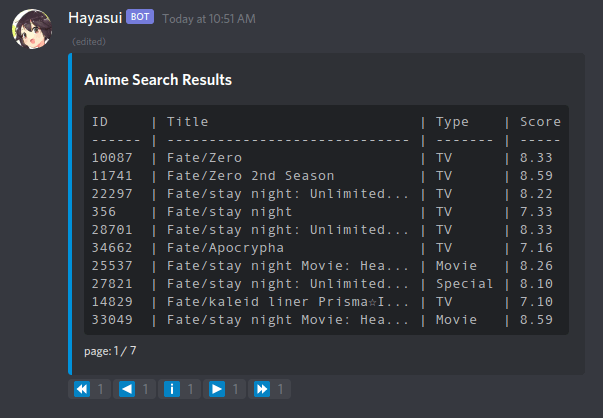 Hayasui BOT Today at 10:51 AM
(edited)
Anime Search Results
ID     | Title                         | Type    | Score
------ | ----------------------------- | ------- | -----
10087  | Fate/Zero                     | TV      | 8.33
11741  | Fate/Zero 2nd Season          | TV      | 8.59
22297  | Fate/stay night: Unlimited... | TV      | 8.22
356    | Fate/stay night               | TV      | 7.33
28701  | Fate/stay night: Unlimited... | TV      | 8.33
34662  | Fate/Apocrypha                | TV      | 7.16
25537  | Fate/stay night Movie: Hea... | Movie   | 8.26
27821  | Fate/stay night: Unlimited... | Special | 8.10
14829  | Fate/kaleid liner Prisma☆I... | TV      | 7.10
33049  | Fate/stay night Movie: Hea... | Movie   | 8.59
page: 1 / 7
⏪ 1 ◀ 1 ℹ 1 ▶ 1 ⏩ 1